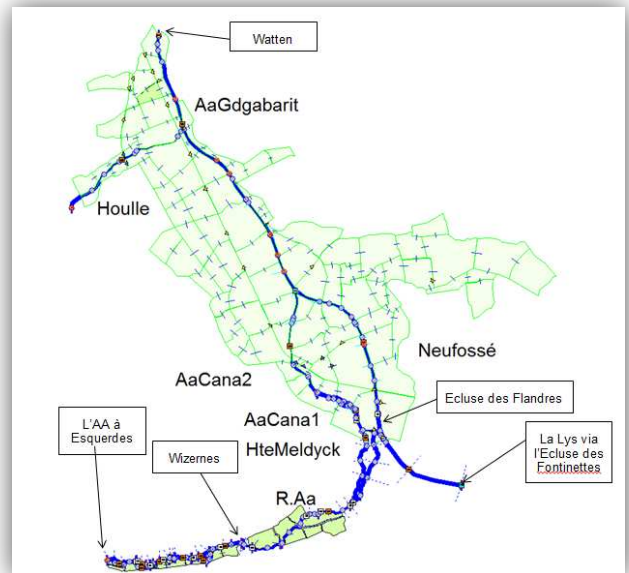 Watten
AaGdgabarit
Houlle
Neufossé
AaCana2
Ecluse des Flandres
AaCana1
L'AA à
Esquerdes
HteMeldyck
Wizernes
La Lys via
l'Ecluse des
Fontinettes
R.Aa